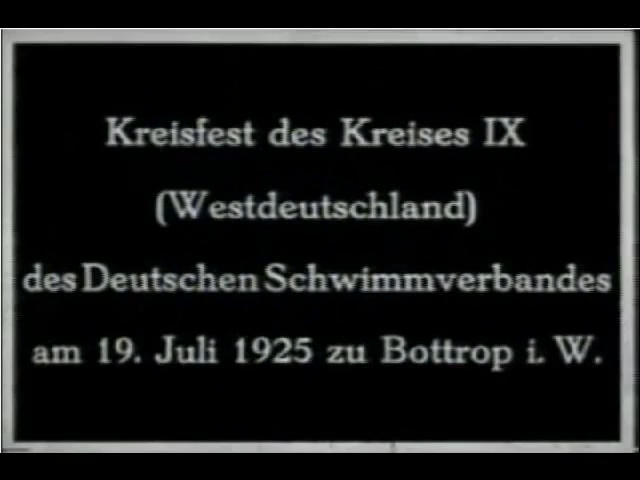 Kreisfest des Kreises IX
(Westdeutschland)
des Deutschen Schwimmverbandes
am 19. Juli 1925 zu Bottrop i. W.